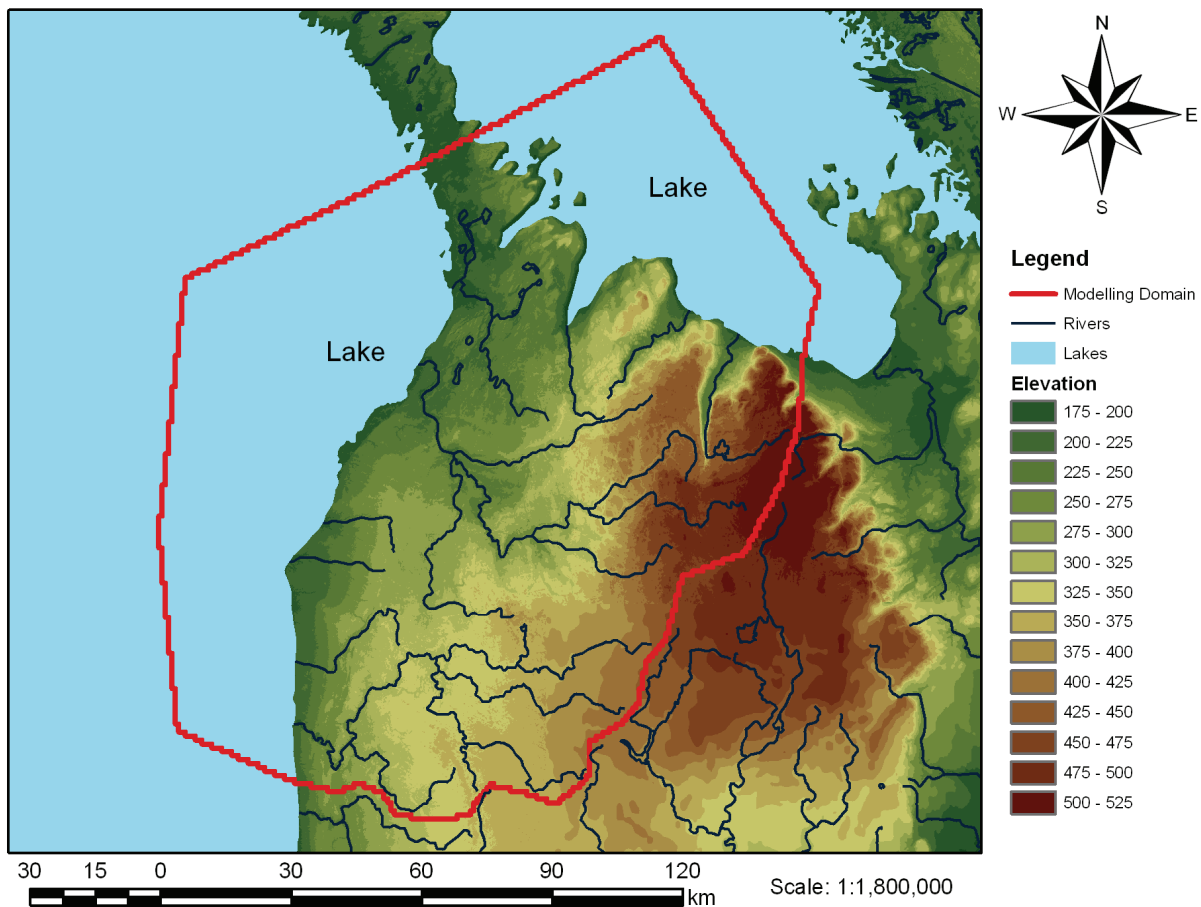 N
W
E
S
Lake
Lake
Legend
Modelling Domain
Rivers
Lakes
Elevation
175 - 200
200 - 225
225 - 250
250 - 275
275 - 300
300 - 325
325 - 350
350 - 375
375 - 400
400 - 425
425 - 450
450 - 475
475 - 500
500 - 525
30 15 0 30 60 90 120
km
Scale: 1:1,800,000